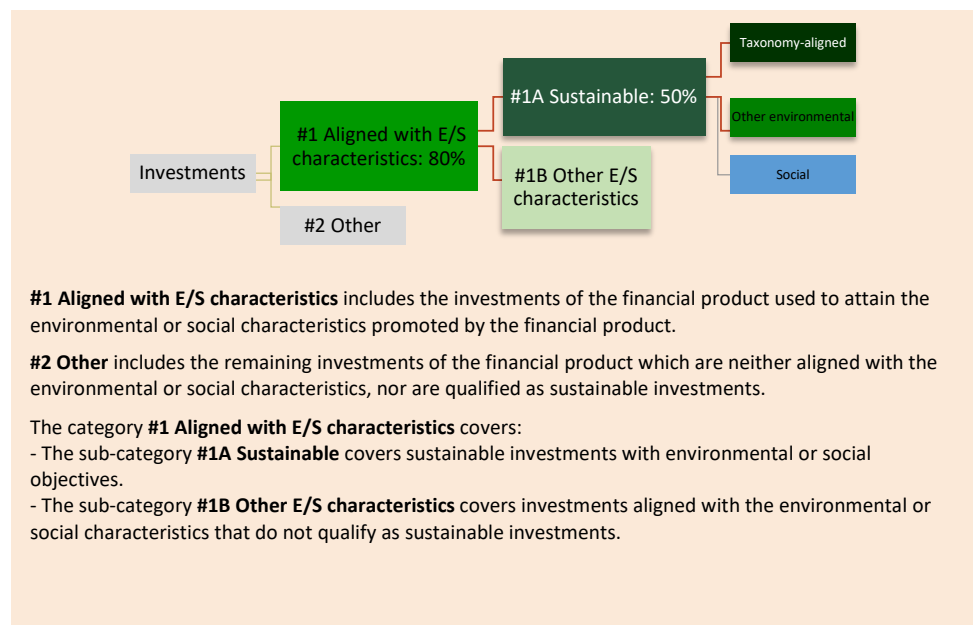 Taxonomy-aligned
#1A Sustainable: 50%
Other environmental
#1 Aligned with E/S
characteristics: 80%
Investments
#1B Other E/S
characteristics
Social
#2 Other
#1 Aligned with E/S characteristics includes the investments of the financial product used to attain the
environmental or social characteristics promoted by the financial product.
#2 Other includes the remaining investments of the financial product which are neither aligned with the
environmental or social characteristics, nor are qualified as sustainable investments.
The category #1 Aligned with E/S characteristics covers:
- The sub-category #1A Sustainable covers sustainable investments with environmental or social
objectives.
- The sub-category #1B Other E/S characteristics covers investments aligned with the environmental or
social characteristics that do not qualify as sustainable investments.